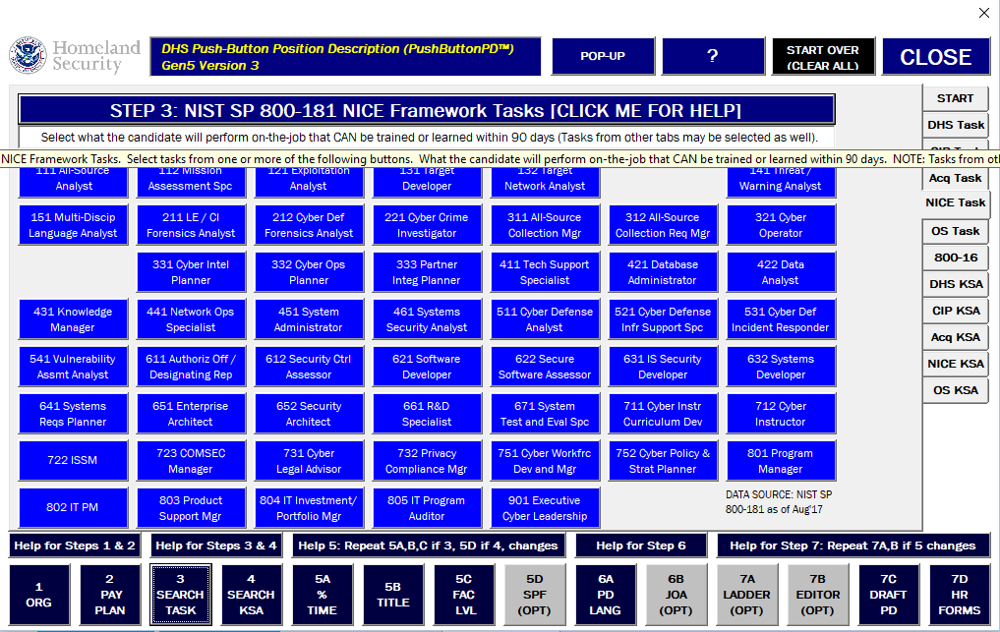 Homeland
Security
DHS Push-Button Position Description (PushButtonPD™)
Gen5 Version 3
POP-UP
?
START OVER
(CLEAR ALL)
CLOSE
STEP 3: NIST SP 800-181 NICE Framework Tasks [CLICK ME FOR HELP]
Select what the candidate will perform on-the-job that CAN be trained or learned within 90 days (Tasks from other tabs may be selected as well).
NICE Framework Tasks. Select tasks from one or more of the following buttons. What the candidate will perform on-the-job that CAN be trained or learned within 90 days. NOTE: Tasks from
START
DHS Task
Acq Task
NICE Task
OS Task
800-16
DHS KSA
CIP KSA
Acq KSA
NICE KSA
OS KSA
111 All-Source
Analyst
112 Mission
Assessment Spc
121 Exploitation
Analyst
131 Target
Developer
132 Target
Network Analyst
141 Threat /
Warning Analyst
151 Multi-Discip
Language Analyst
211 LE / CI
Forensics Analyst
212 Cyber Def
Forensics Analyst
221 Cyber Crime
Investigator
311 All-Source
Collection Mgr
312 All-Source
Collection Req Mgr
321 Cyber
Operator
331 Cyber Intel
Planner
332 Cyber Ops
Planner
333 Partner
Integ Planner
411 Tech Support
Specialist
421 Database
Administrator
422 Data
Analyst
431 Knowledge
Manager
441 Network Ops
Specialist
451 System
Administrator
461 Systems
Security Analyst
511 Cyber Defense
Analyst
521 Cyber Defense
Infr Support Spc
531 Cyber Def
Incident Responder
541 Vulnerability
Assmt Analyst
611 Authoriz Off /
Designating Rep
612 Security Ctrl
Assessor
621 Software
Developer
622 Secure
Software Assessor
631 IS Security
Developer
632 Systems
Developer
641 Systems
Reqs Planner
651 Enterprise
Architect
652 Security
Architect
661 R&D
Specialist
671 System
Test and Eval Spc
711 Cyber Instr
Curriculum Dev
712 Cyber
Instructor
722 ISSM
723 COMSEC
Manager
731 Cyber
Legal Advisor
732 Privacy
Compliance Mgr
751 Cyber Workfrc
Dev and Mgr
752 Cyber Policy &
Strat Planner
801 Program
Manager
802 IT PM
803 Product
Support Mgr
804 IT Investment/
Portfolio Mgr
805 IT Program
Auditor
901 Executive
Cyber Leadership
DATA SOURCE: NIST SP
800-181 as of Aug'17
Help for Steps 1 & 2
Help for Steps 3 & 4
Help 5: Repeat 5A,B,C if 3, 5D if 4, changes
Help for Step 6
Help for Step 7: Repeat 7A,B if 5 changes
1
ORG
2
PAY
PLAN
3
SEARCH
TASK
4
SEARCH
KSA
5A
%
TIME
5B
TITLE
5C
FAC
LVL
5D
SPF
(OPT)
6A
PD
LANG
6B
JOA
(OPT)
7A
LADDER
(OPT)
7B
EDITOR
(OPT)
7C
DRAFT
PD
7D
HR
FORMS